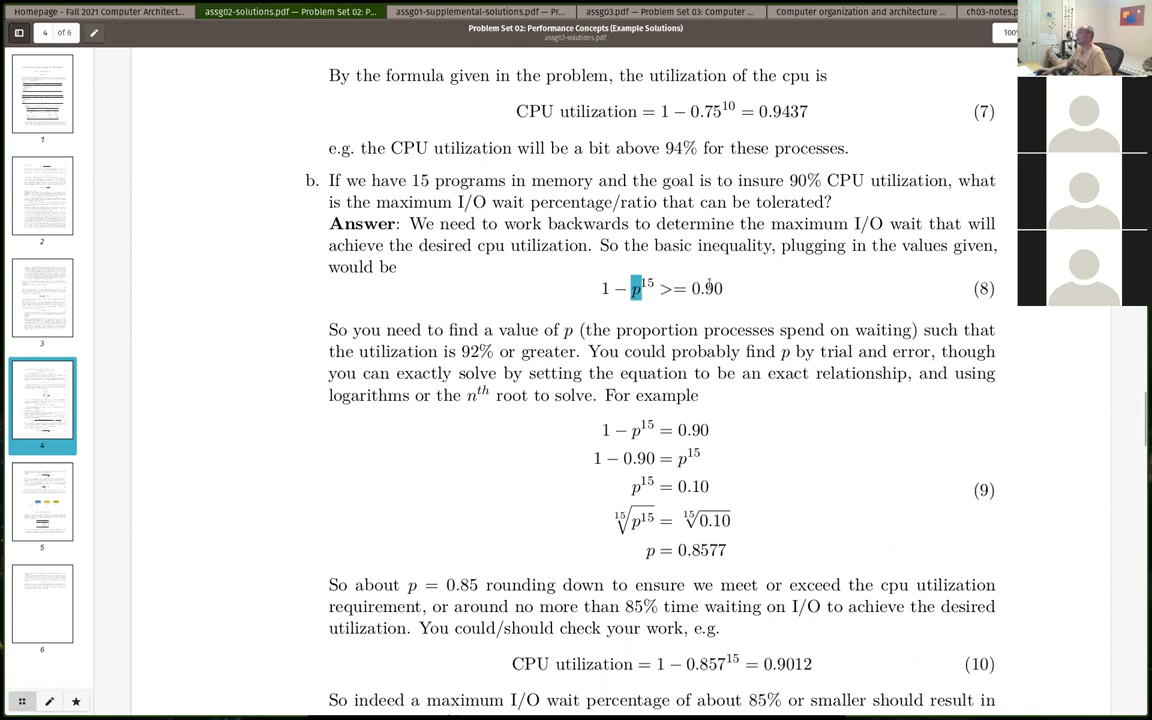 Homepage - Fall 2021 Computer Architect...
assg02-solutions.pdf — Problem Set 02: P...
assg01-supplemental-solutions.pdf — Pr...
assg03.pdf — Problem Set 03: Computer ...
Computer organization and architecture ...
ch03-notes.p
4 of 6
Problem Set 02: Performance Concepts (Example Solutions)
assg02-solutions.pdf
100
By the formula given in the problem, the utilization of the cpu is
CPU utilization = 1 − 0.75^10 = 0.9437 (7)
e.g. the CPU utilization will be a bit above 94% for these processes.
b. If we have 15 programs in memory and the goal is to insure 90% CPU utilization, what
is the maximum I/O wait percentage/ratio that can be tolerated?
Answer: We need to work backwards to determine the maximum I/O wait that will
achieve the desired cpu utilization. So the basic inequality, plugging in the values given,
would be
1 − p^15 >= 0.90 (8)
So you need to find a value of p (the proportion processes spend on waiting) such that
the utilization is 92% or greater. You could probably find p by trial and error, though
you can exactly solve by setting the equation to be an exact relationship, and using
logarithms or the n^th root to solve. For example
1 − p^15 = 0.90
1 − 0.90 = p^15
p^15 = 0.10
(9)
15√p^15 = 15√0.10
p = 0.8577
So about p = 0.85 rounding down to ensure we meet or exceed the cpu utilization
requirement, or around no more than 85% time waiting on I/O to achieve the desired
utilization. You could/should check your work, e.g.
CPU utilization = 1 − 0.857^15 = 0.9012 (10)
So indeed a maximum I/O wait percentage of about 85% or smaller should result in
1
2
3
4
5
6